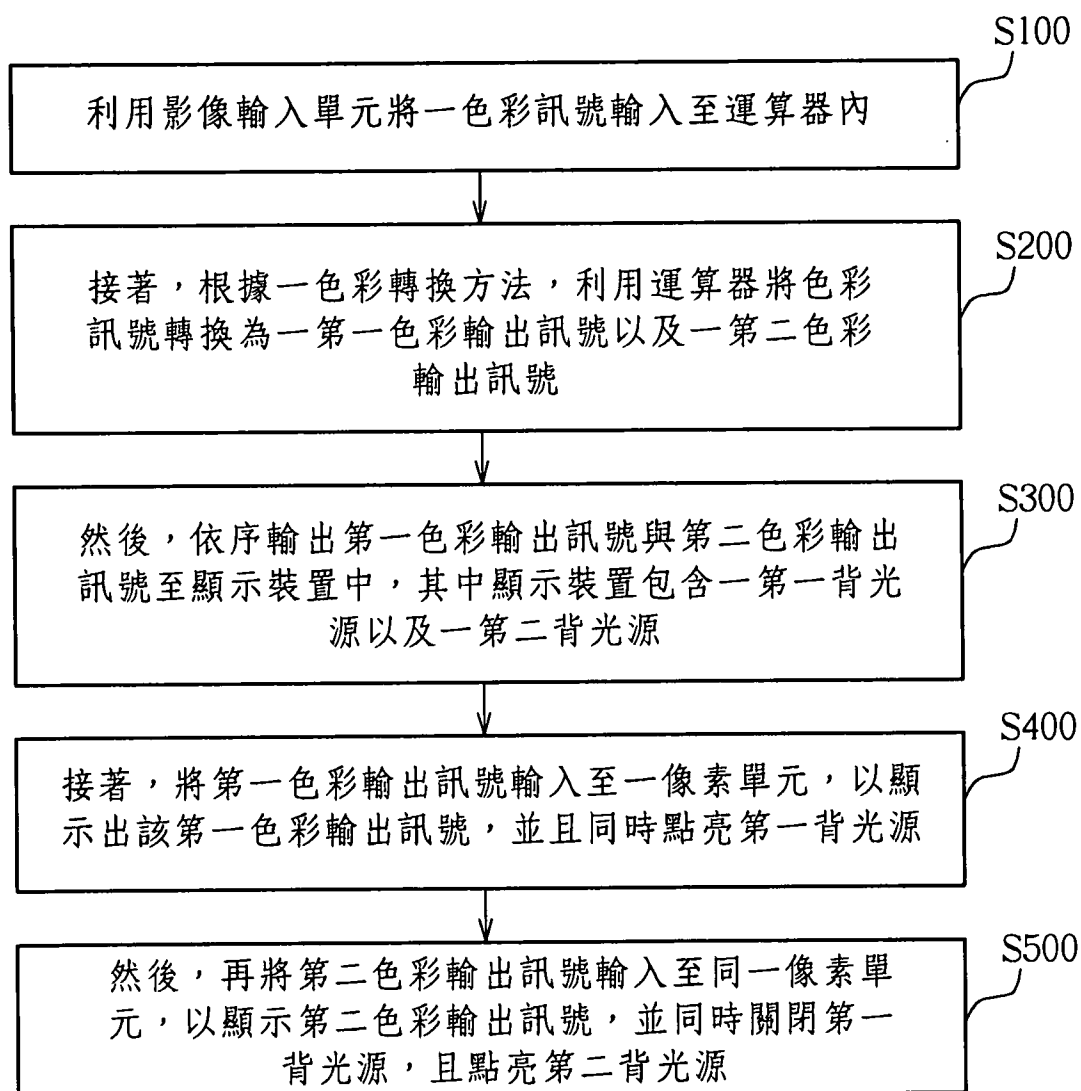 S100
利用影像輸入單元將一色彩訊號輸入至運算器內
S200
接著，根據一色彩轉換方法，利用運算器將色彩
訊號轉換為一第一色彩輸出訊號以及一第二色彩
輸出訊號
S300
然後，依序輸出第一色彩輸出訊號與第二色彩輸出
訊號至顯示裝置中，其中顯示裝置包含一第一背光
源以及一第二背光源
S400
接著，將第一色彩輸出訊號輸入至一像素單元，以顯
示出該第一色彩輸出訊號，並且同時點亮第一背光源
S500
然後，再將第二色彩輸出訊號輸入至同一像素單
元，以顯示第二色彩輸出訊號，並同時關閉第一
背光源，且點亮第二背光源